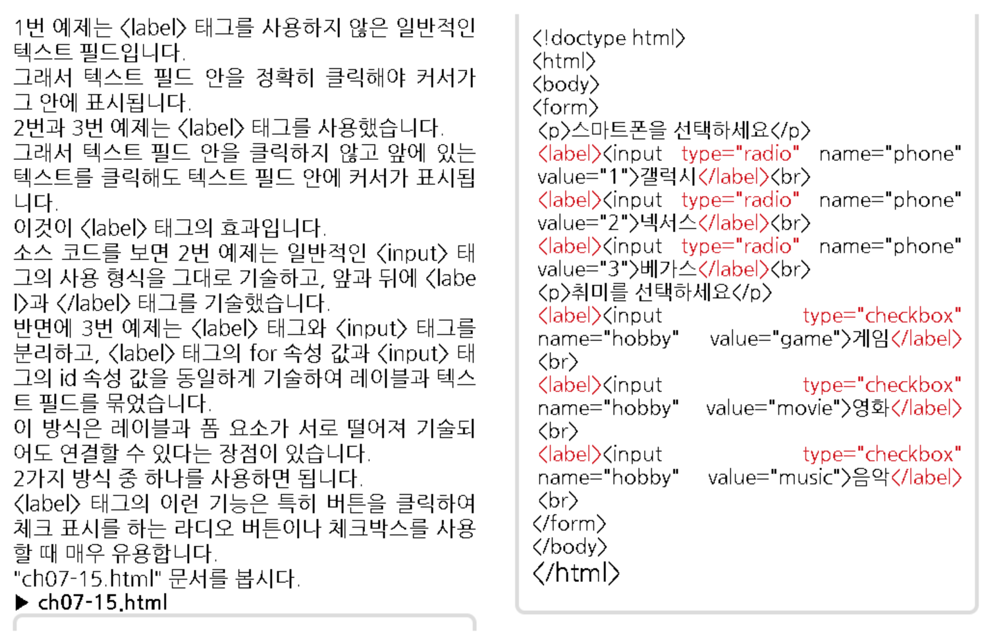 1번 예제는 <label> 태그를 사용하지 않은 일반적인
텍스트 필드입니다.
그래서 텍스트 필드 안을 정확히 클릭해야 커서가
그 안에 표시됩니다.
2번과 3번 예제는 <label> 태그를 사용했습니다.
그래서 텍스트 필드 안을 클릭하지 않고 앞에 있는
텍스트를 클릭해도 텍스트 필드 안에 커서가 표시됩
니다.
이것이 <label> 태그의 효과입니다.
소스 코드를 보면 2번 예제는 일반적인 <input> 태
그의 사용 형식을 그대로 기술하고, 앞과 뒤에 <labe
l>과 </label> 태그를 기술했습니다.
반면에 3번 예제는 <label> 태그와 <input> 태그를
분리하고, <label> 태그의 for 속성 값과 <input> 태
그의 id 속성 값을 동일하게 기술하여 레이블과 텍스
트 필드를 묶었습니다.
이 방식은 레이블과 폼 요소가 서로 떨어져 기술되
어도 연결할 수 있다는 장점이 있습니다.
2가지 방식 중 하나를 사용하면 됩니다.
<label> 태그의 이런 기능은 특히 버튼을 클릭하여
체크 표시를 하는 라디오 버튼이나 체크박스를 사용
할 때 매우 유용합니다.
"ch07-15.html" 문서를 봅시다.
▶ ch07-15.html
<!doctype html>
<html>
<body>
<form>
<p>스마트폰을 선택하세요</p>
<label><input type="radio" name="phone"
value="1">갤럭시</label><br>
<label><input type="radio" name="phone"
value="2">넥서스</label><br>
<label><input type="radio" name="phone"
value="3">베가스</label><br>
<p>취미를 선택하세요</p>
<label><input type="checkbox"
name="hobby" value="game">게임</label>
<br>
<label><input type="checkbox"
name="hobby" value="movie">영화</label>
<br>
<label><input type="checkbox"
name="hobby" value="music">음악</label>
<br>
</form>
</body>
</html>